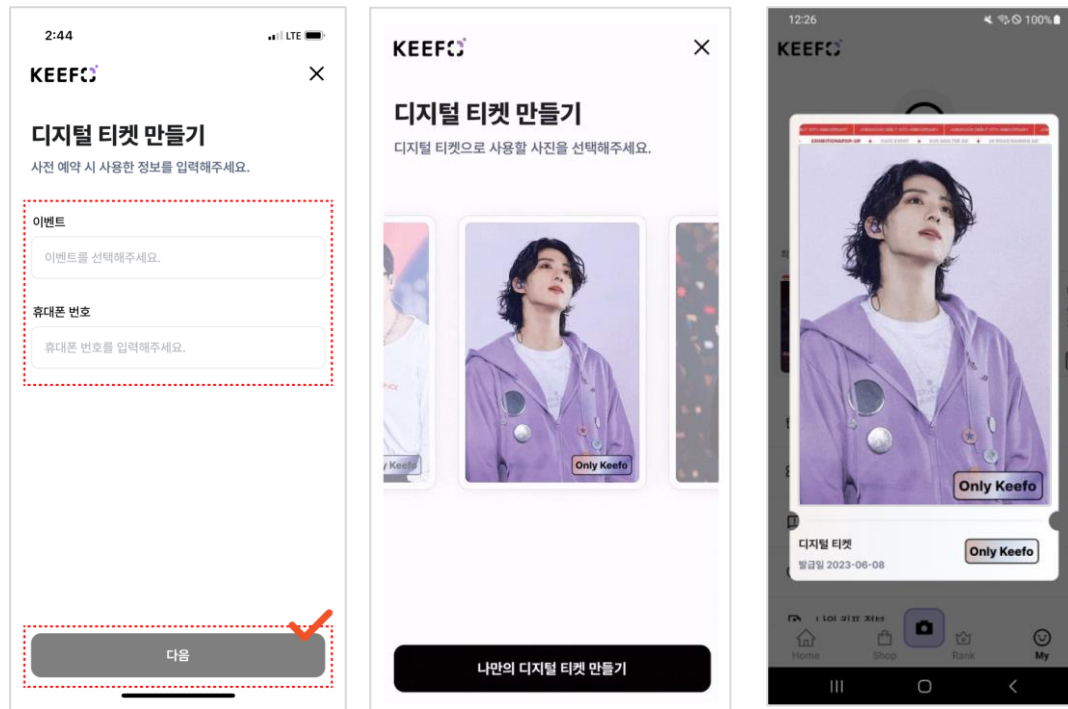 2:44
LTE
KEEFO
디지털 티켓 만들기
사전 예약 시 사용한 정보를 입력해주세요.
이벤트
이벤트를 선택해주세요.
휴대폰 번호
휴대폰 번호를 입력해주세요.
다음
KEEFO
디지털 티켓 만들기
디지털 티켓으로 사용할 사진을 선택해주세요.
y Keefo
Only Keefo
나만의 디지털 티켓 만들기
12:26
100%
KEEFO
EXHIBITION&POP-UP
Only Keefo
디지털 티켓
발급일 2023-06-08
Only Keefo
Home
Shop
Rank
My